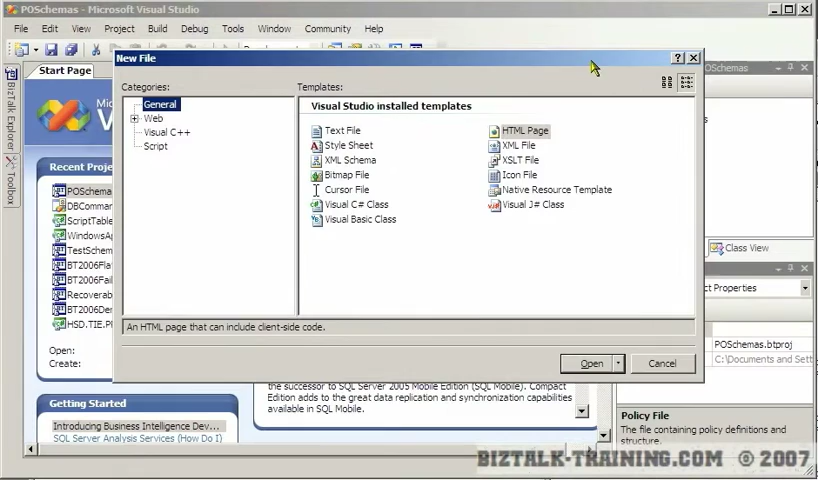 POSchemas - Microsoft Visual Studio
File Edit View Project Build Debug Tools Window Community Help
New File
Categories:
General
Web
Visual C++
Script
Templates:
Visual Studio installed templates
Text File
HTML Page
Style Sheet
XML File
XML Schema
XSLT File
Bitmap File
Icon File
Cursor File
Native Resource Template
Visual C# Class
Visual J# Class
Visual Basic Class
An HTML page that can include client-side code.
Open
Cancel
BizTalk Explorer
Toolbox
Start Page
Recent Proj
POSchema
DBComman
ScriptTable
WindowsAp
TestSchem
BT2006Fla
BT2006Fail
Recoverab
BT2006Der
HSD.TIE.Pl
Open:
Create:
Getting Started
Introducing Business Intelligence Dev...
SQL Server Analysis Services (How Do I)
the successor to SQL Server 2005 Mobile Edition (SQL Mobile). Compact
Edition adds to the great data replication and synchronization capabilities
available in SQL Mobile.
POSchemas'
Class View
ct Properties
POSchemas.btproj
C:\Documents and Sett
Policy File
The file containing policy definitions and
structure.
BIZTALK-TRAINING.COM © 2007